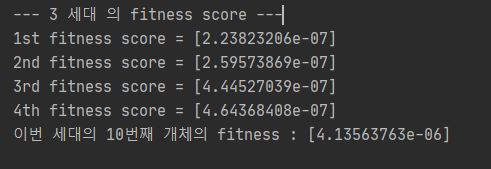 --- 3 세대 의 fitness score ---
1st fitness score = [2.23823206e-07]
2nd fitness score = [2.59573869e-07]
3rd fitness score = [4.44527039e-07]
4th fitness score = [4.64368408e-07]
이번 세대의 10번째 개체의 fitness : [4.13563763e-06]